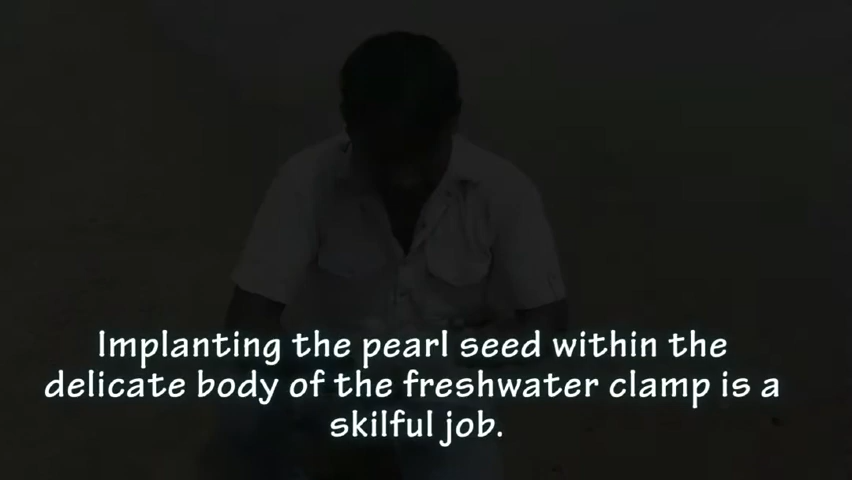 Implanting the pearl seed within the
delicate body of the freshwater clamp is a
skilful job.